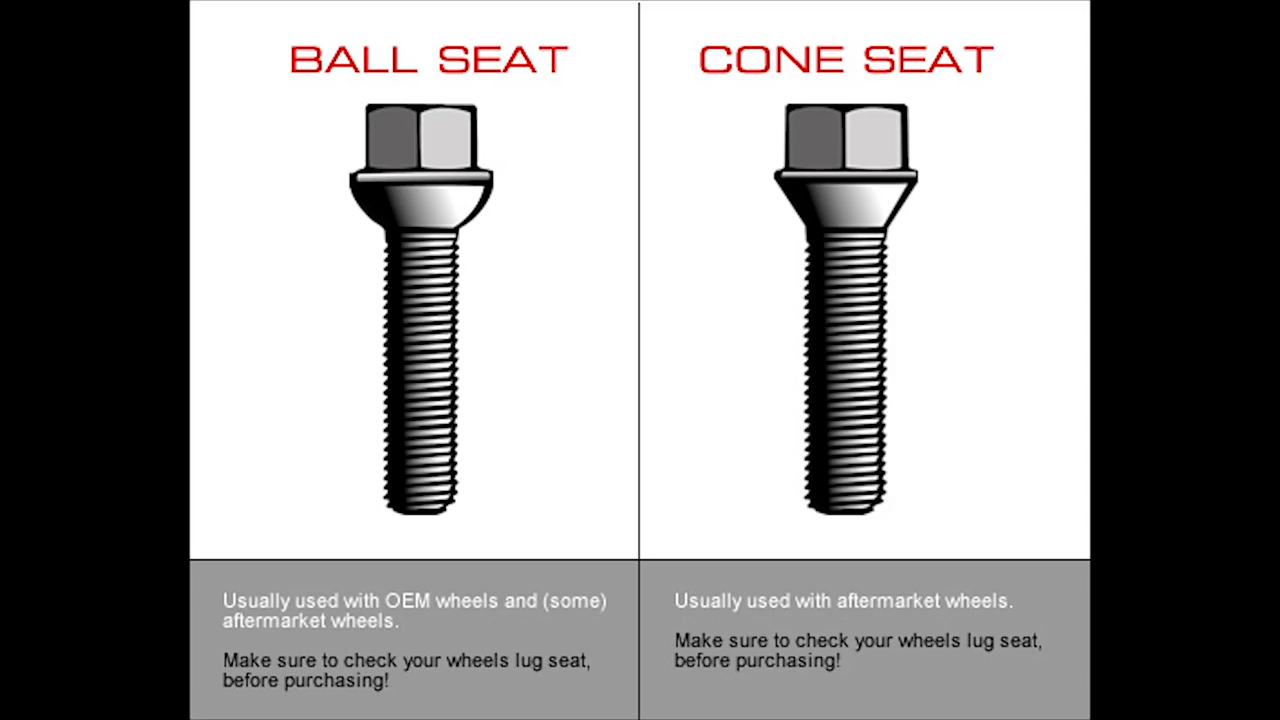 BALL SEAT
Usually used with OEM wheels and (some)
aftermarket wheels.
Make sure to check your wheels lug seat,
before purchasing!
CONE SEAT
Usually used with aftermarket wheels.
Make sure to check your wheels lug seat,
before purchasing!